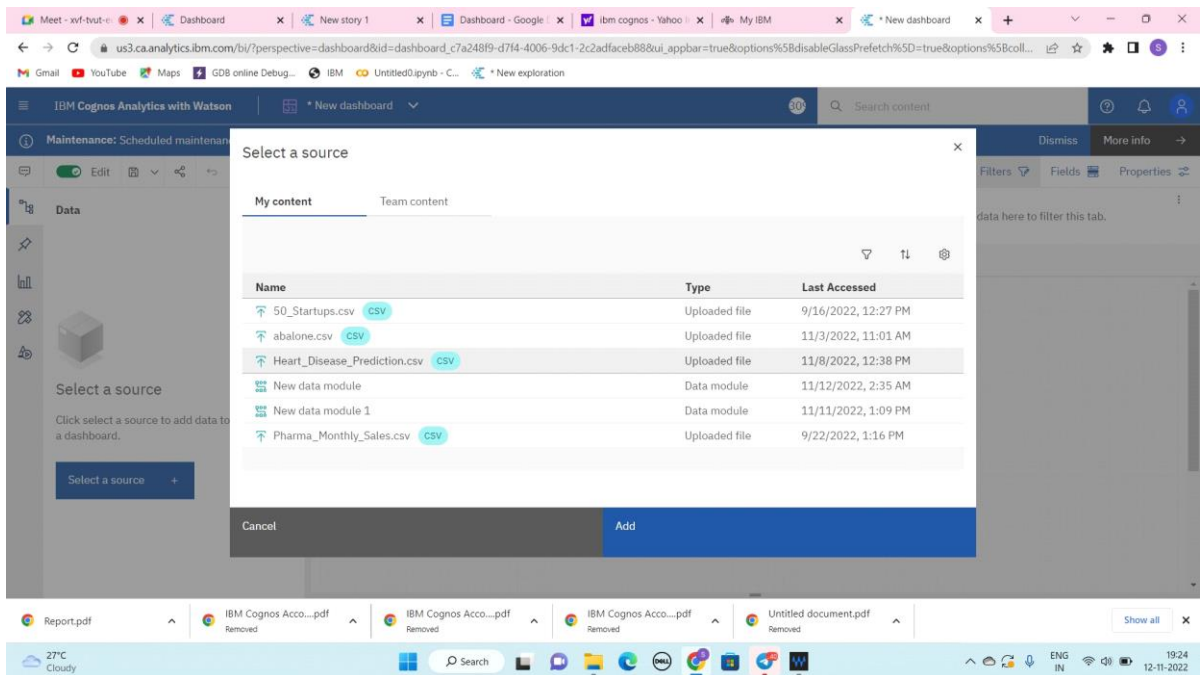 Meet - xvf-tvut-e
Dashboard
New story 1
Dashboard - Google
ibm cognos - Yahoo
My IBM
* New dashboard
us3.ca.analytics.ibm.com/bi/?perspective=dashboard&id=dashboard_c7a248f9-d7f4-4006-9dc1-2c2adfaceb88&ui_appbar=true&options%5BdisableGlassPrefetch%5D=true&options%5Bcoll...
S
Gmail YouTube Maps GDB online Debug... IBM Untitled0.ipynb - C... * New exploration
IBM Cognos Analytics with Watson * New dashboard Search content
Maintenance: Scheduled maintenan Dismiss More info
Edit Filters Fields Properties
Data
data here to filter this tab.
Select a source
Click select a source to add data to
a dashboard.
Select a source +
Select a source
My content Team content
Name Type Last Accessed
50_Startups.csv CSV Uploaded file 9/16/2022, 12:27 PM
abalone.csv CSV Uploaded file 11/3/2022, 11:01 AM
Heart_Disease_Prediction.csv CSV Uploaded file 11/8/2022, 12:38 PM
New data module Data module 11/12/2022, 2:35 AM
New data module 1 Data module 11/11/2022, 1:09 PM
Pharma_Monthly_Sales.csv CSV Uploaded file 9/22/2022, 1:16 PM
Cancel Add
Report.pdf
IBM Cognos Acco....pdf
Removed
IBM Cognos Acco....pdf
Removed
IBM Cognos Acco....pdf
Removed
Untitled document.pdf
Removed
Show all
27°C
Cloudy
Search
DELL
ENG
IN
19:24
12-11-2022